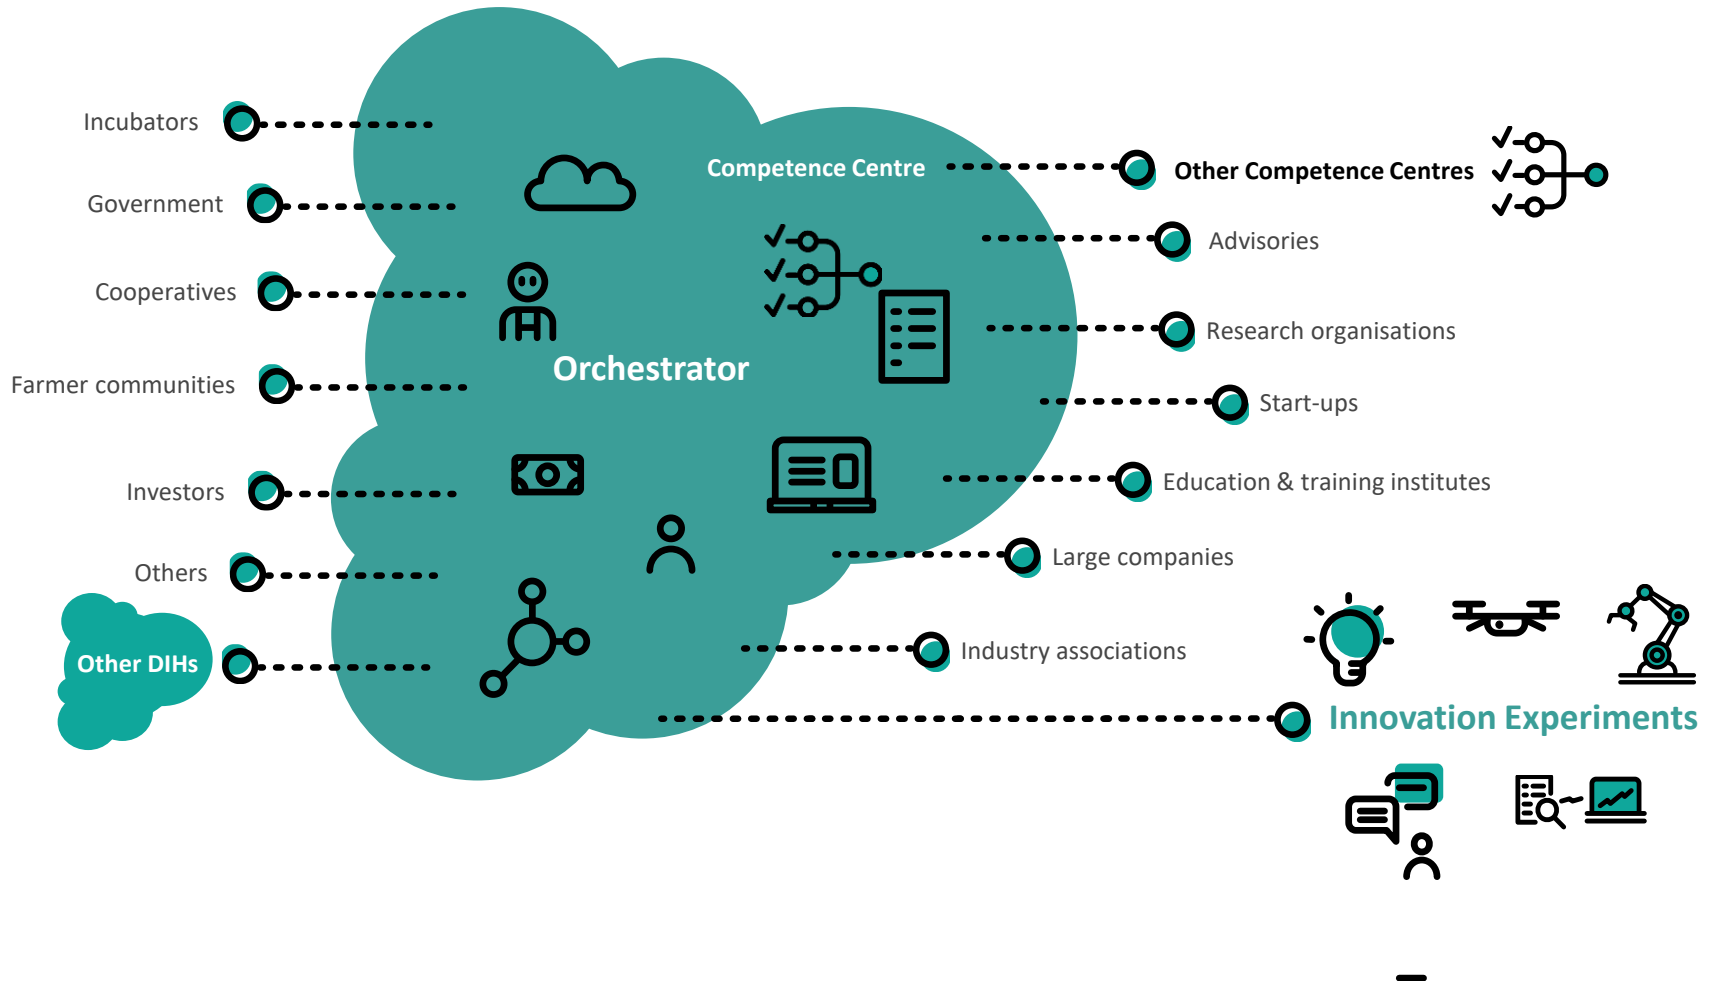 Incubators
Government
Cooperatives
Farmer communities
Investors
Others
Other DIHs
Competence Centre
Orchestrator
Other Competence Centres
Advisories
Research organisations
Start-ups
Education & training institutes
Large companies
Industry associations
Innovation Experiments